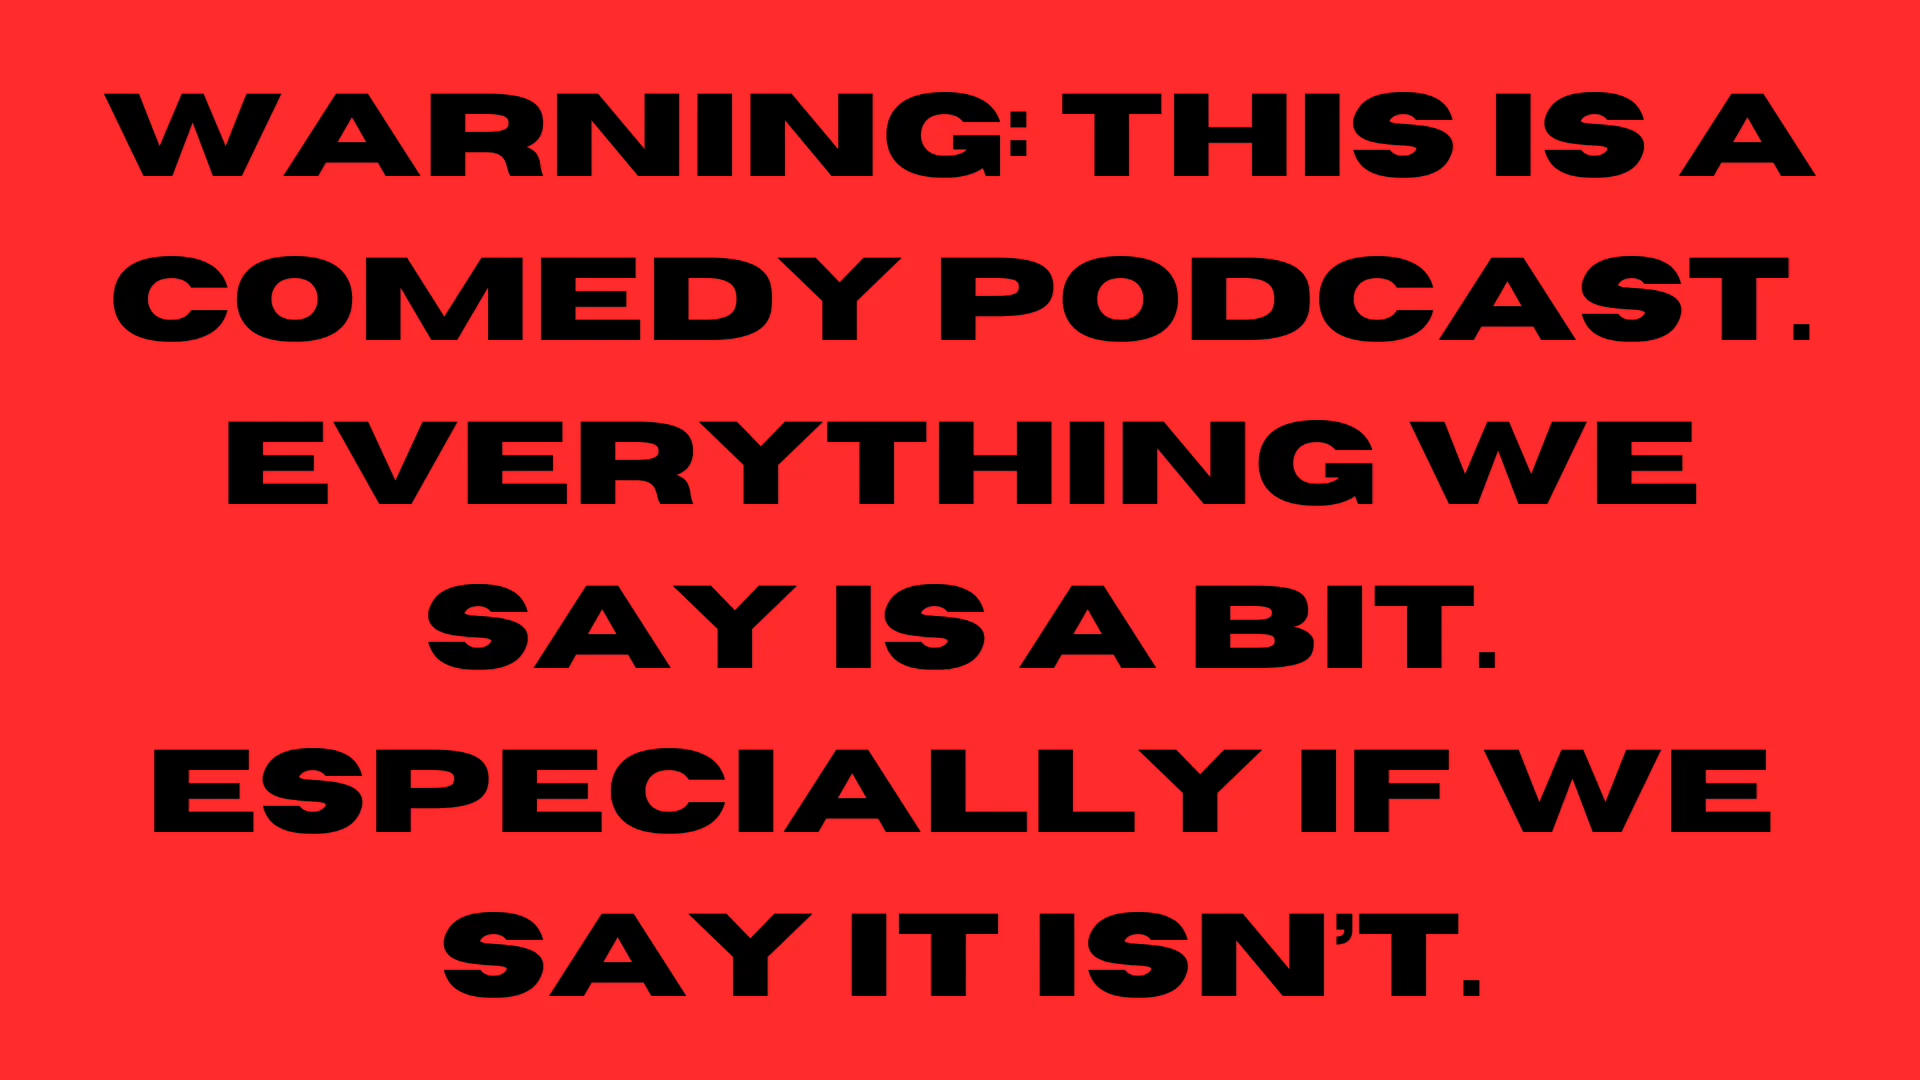 WARNING: THIS IS A
COMEDY PODCAST.
EVERYTHING WE
SAY IS A BIT.
ESPECIALLY IF WE
SAY IT ISN’T.